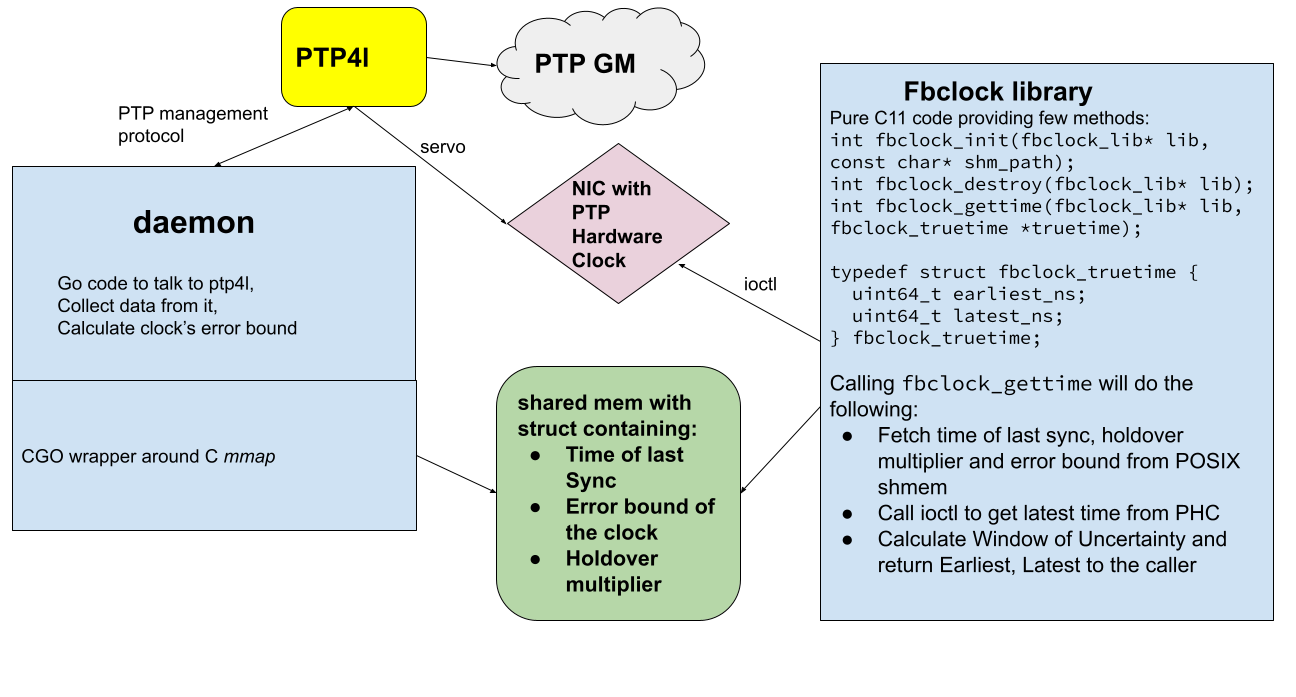 PTP4l
PTP GM
PTP management
protocol
servo
daemon
Go code to talk to ptp4l,
Collect data from it,
Calculate clock's error bound
CGO wrapper around C mmap
NIC with
PTP
Hardware
Clock
ioctl
shared mem with
struct containing:
● Time of last
Sync
● Error bound of
the clock
● Holdover
multiplier
Fbclock library
Pure C11 code providing few methods:
int fbclock_init(fbclock_lib* lib,
const char* shm_path);
int fbclock_destroy(fbclock_lib* lib);
int fbclock_gettime(fbclock_lib* lib,
fbclock_truetime *truetime);
typedef struct fbclock_truetime {
uint64_t earliest_ns;
uint64_t latest_ns;
} fbclock_truetime;
Calling fbclock_gettime will do the
following:
● Fetch time of last sync, holdover
multiplier and error bound from POSIX
shmem
● Call ioctl to get latest time from PHC
● Calculate Window of Uncertainty and
return Earliest, Latest to the caller